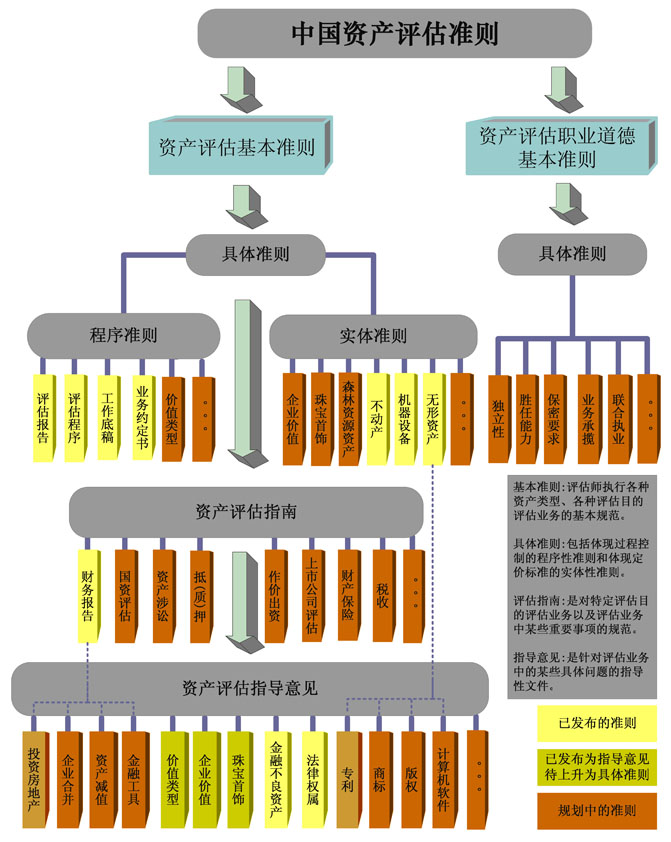 中国资产评估准则
资产评估基本准则
资产评估职业道德
基本准则
具体准则
具体准则
程序准则
实体准则
评估报告
评估程序
工作底稿
业务约定书
价值类型
。。。
企业价值
珠宝首饰
森林资源资产
不动产
机器设备
无形资产
。。。
独立性
胜任能力
保密要求
业务承揽
联合执业
。。。
资产评估指南
财务报告
国资评估
资产涉讼
抵(质)押
作价出资
上市公司评估
财产保险
税收
。。。
基本准则:评估师执行各种
资产类型、各种评估目的
评估业务的基本规范。
具体准则:包括体现过程控
制的程序性准则和体现定
价标准的实体性准则。
评估指南:是对特定评估目
的评估业务以及评估业务
中某些重要事项的规范。
指导意见:是针对评估业务
中的某些具体问题的指导
性文件。
资产评估指导意见
投资房地产
企业合并
资产减值
金融工具
价值类型
企业价值
珠宝首饰
金融不良资产
法律权属
专利
商标
版权
计算机软件
。。。
已发布的准则
已发布为指导意见
待上升为具体准则
规划中的准则